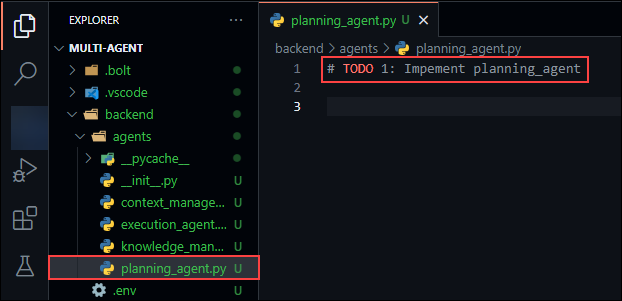 EXPLORER
MULTI-AGENT
.bolt
.vscode
backend
agents
__pycache__
__init__.py U
context_manage... U
execution_agent.... U
knowledge_man... U
planning_agent.py U
.env U
planning_agent.py U
backend > agents > planning_agent.py
1 # TODO 1: Impement planning_agent
2
3